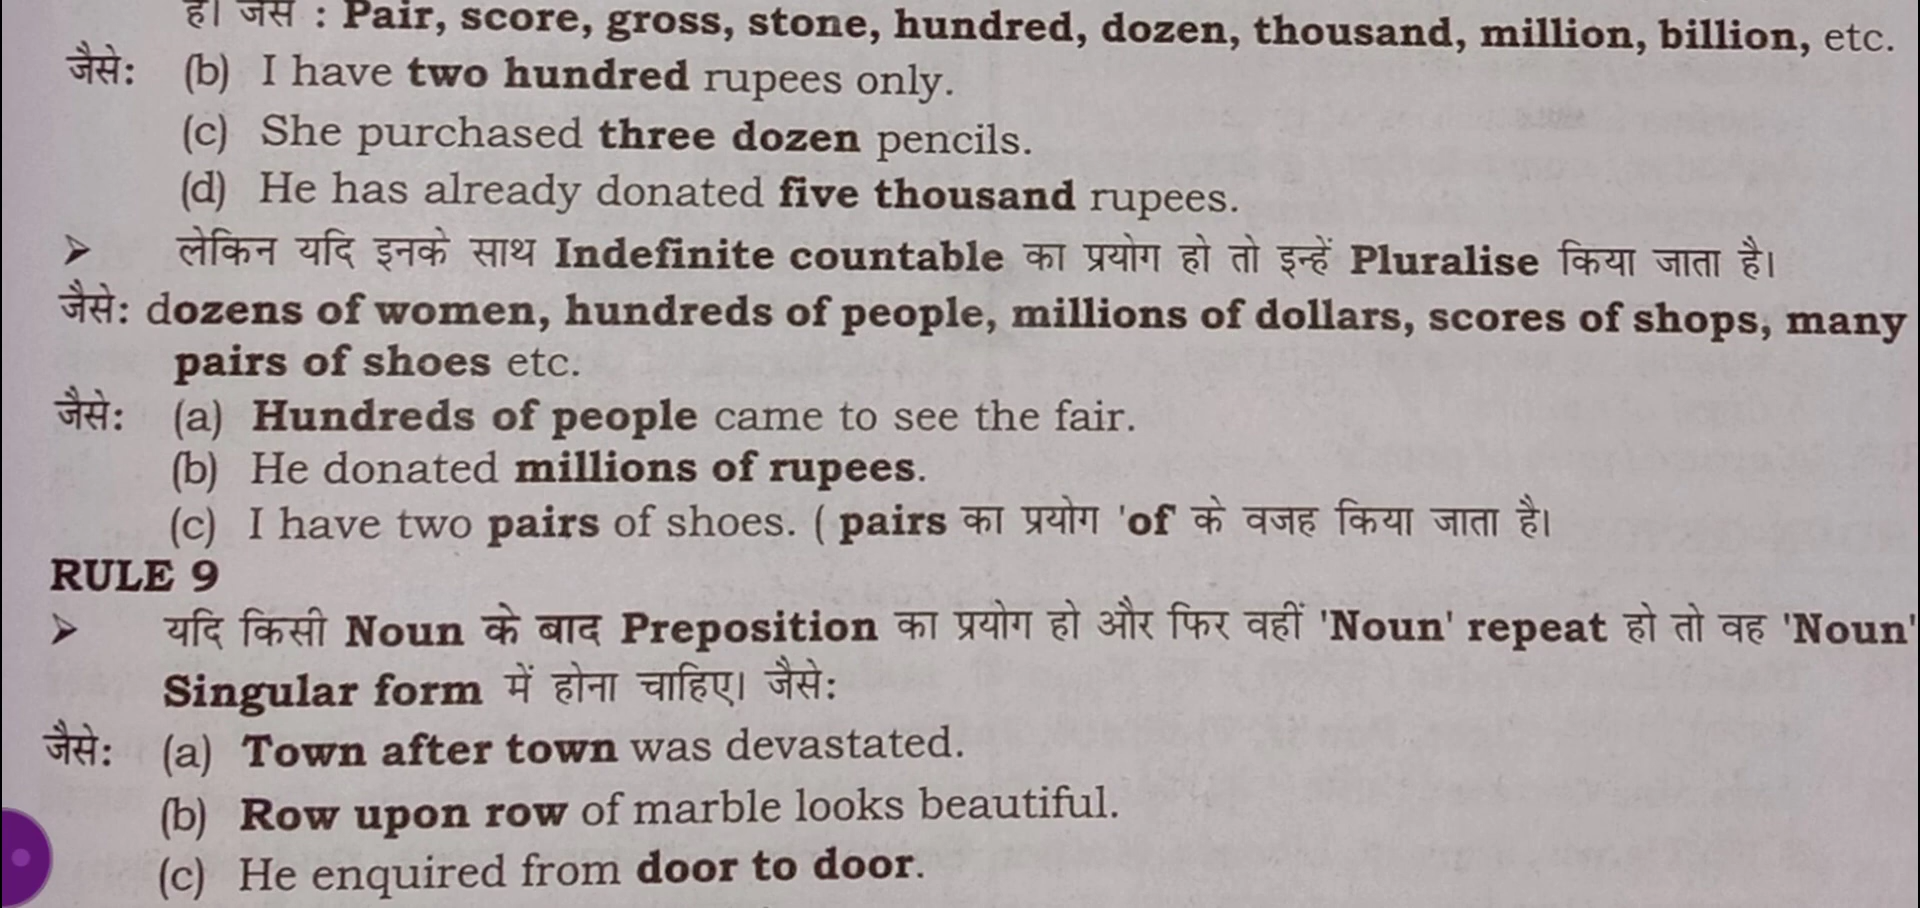 है। जैसे : Pair, score, gross, stone, hundred, dozen, thousand, million, billion, etc.
जैसे: (b) I have two hundred rupees only.
(c) She purchased three dozen pencils.
(d) He has already donated five thousand rupees.
➤ लेकिन यदि इनके साथ Indefinite countable का प्रयोग हो तो इन्हें Pluralise किया जाता है।
जैसे: dozens of women, hundreds of people, millions of dollars, scores of shops, many
pairs of shoes etc.
जैसे: (a) Hundreds of people came to see the fair.
(b) He donated millions of rupees.
(c) I have two pairs of shoes. ( pairs का प्रयोग 'of' के वजह किया जाता है।
RULE 9
➤ यदि किसी Noun के बाद Preposition का प्रयोग हो और फिर वहीं 'Noun' repeat हो तो वह 'Noun'
Singular form में होना चाहिए। जैसे:
जैसे: (a) Town after town was devastated.
(b) Row upon row of marble looks beautiful.
(c) He enquired from door to door.